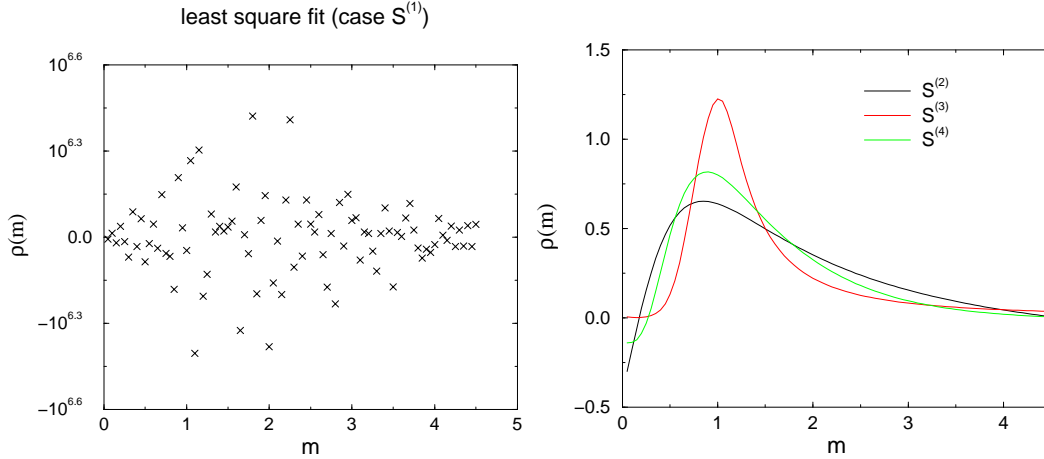 least square fit (case S^(1))
10^6.6
10^6.3
0.0
−10^6.3
−10^6.6
ρ(m)
0 1 2 3 4 5
m
1.5
1.0
0.5
0.0
−0.5
ρ(m)
S^(2)
S^(3)
S^(4)
0 1 2 3 4
m